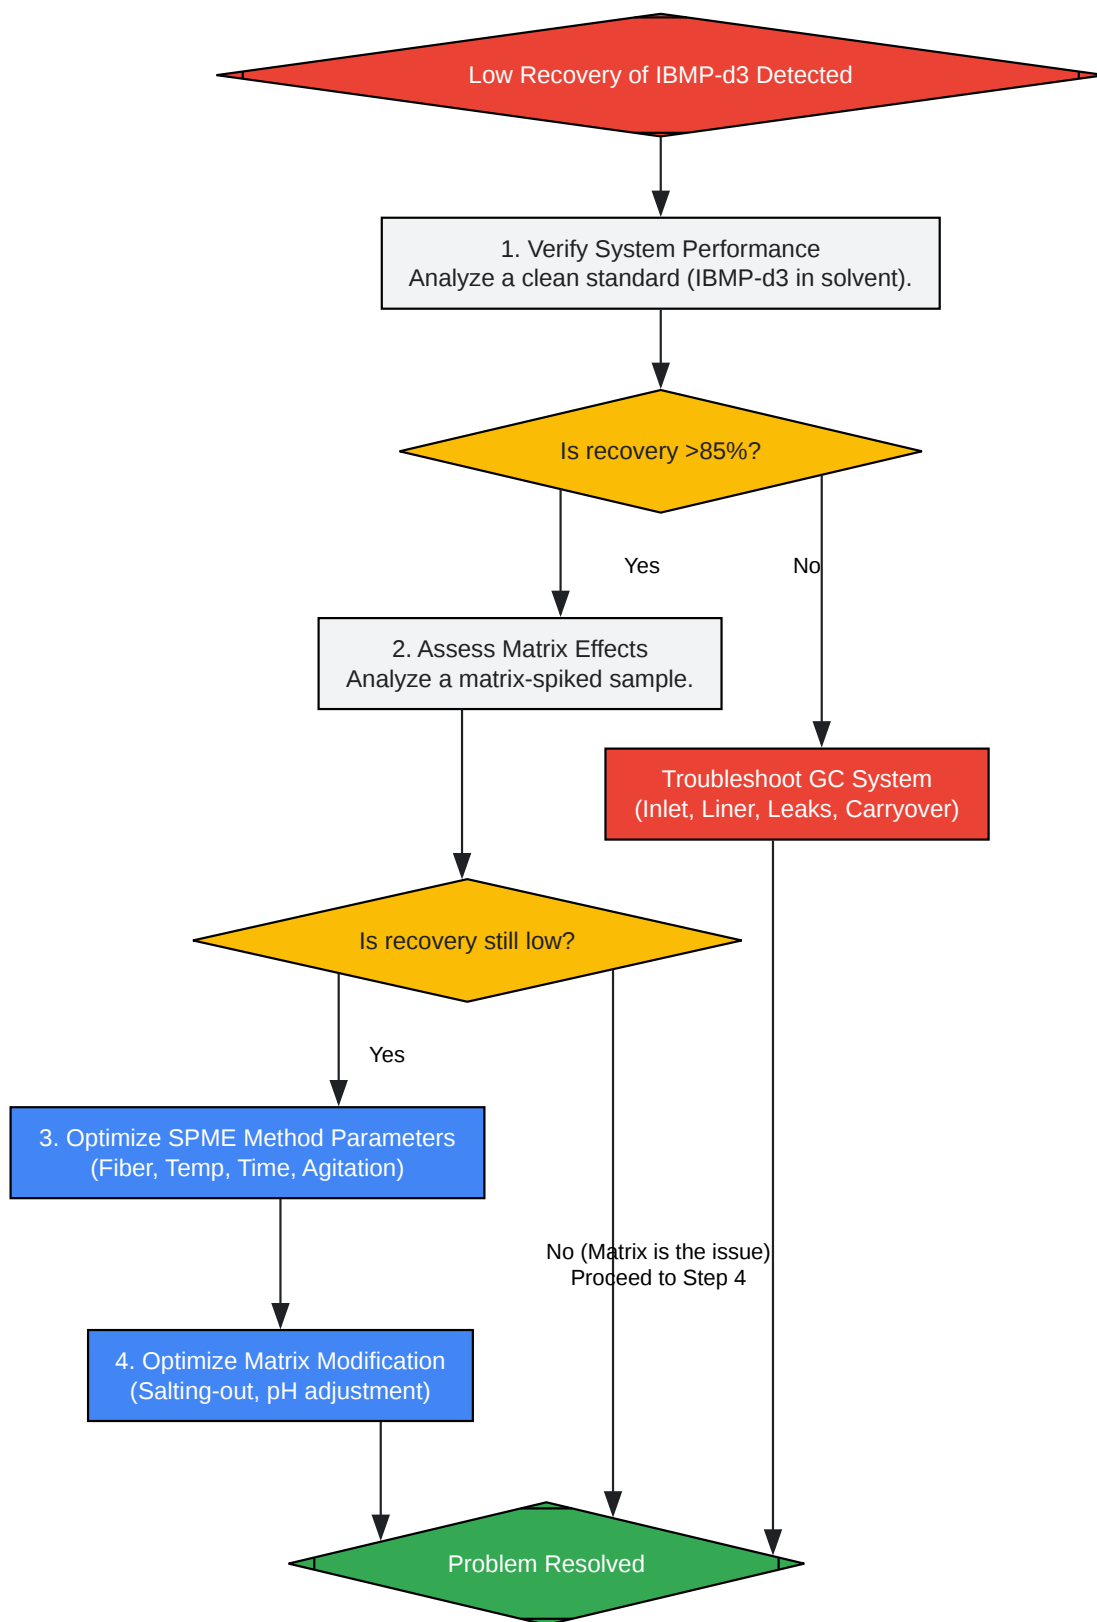 Low Recovery of IBMP-d3 Detected
1. Verify System Performance
Analyze a clean standard (IBMP-d3 in solvent).
Is recovery >85%?
Yes
No
2. Assess Matrix Effects
Analyze a matrix-spiked sample.
Troubleshoot GC System
(Inlet, Liner, Leaks, Carryover)
Is recovery still low?
Yes
3. Optimize SPME Method Parameters
(Fiber, Temp, Time, Agitation)
No (Matrix is the issue)
Proceed to Step 4
4. Optimize Matrix Modification
(Salting-out, pH adjustment)
Problem Resolved